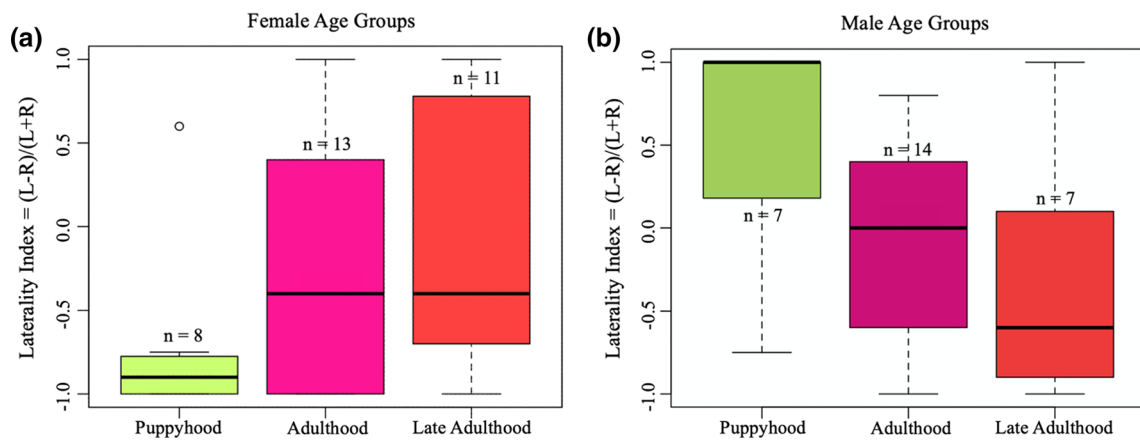 (a)
Female Age Groups
Laterality Index = (L-R)/(L+R)
1.0
0.5
0.0
-0.5
-1.0
n = 8
n = 13
n = 11
Puppyhood
Adulthood
Late Adulthood
(b)
Male Age Groups
Laterality Index = (L-R)/(L+R)
1.0
0.5
0.0
-0.5
-1.0
n = 7
n = 14
n = 7
Puppyhood
Adulthood
Late Adulthood